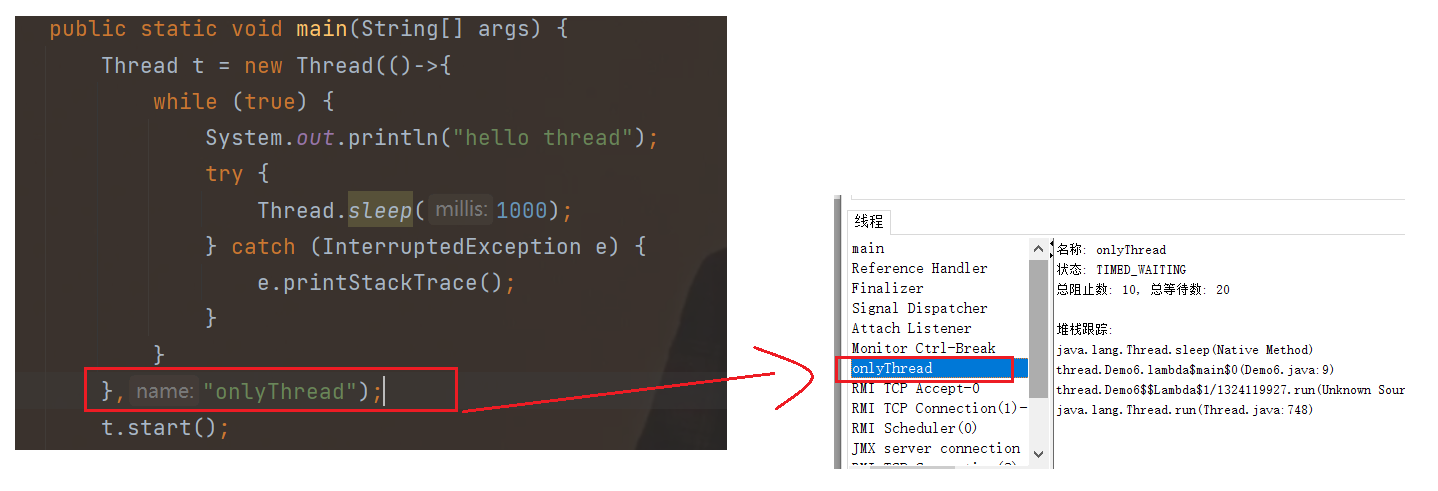 public static void main(String[] args) {
Thread t = new Thread(()->{
while (true) {
System.out.println("hello thread");
try {
Thread.sleep( millis: 1000);
} catch (InterruptedException e) {
e.printStackTrace();
}
}
}, name: "onlyThread");
t.start();
线程
main
Reference Handler
Finalizer
Signal Dispatcher
Attach Listener
Monitor Ctrl-Break
onlyThread
RMI TCP Accept-0
RMI TCP Connection(1)-
RMI Scheduler(0)
JMX server connection
名称: onlyThread
状态: TIMED_WAITING
总阻止数: 10, 总等待数: 20
堆栈跟踪:
java.lang.Thread.sleep(Native Method)
thread.Demo6.lambda$main$0(Demo6.java:9)
thread.Demo6$$Lambda$1/1324119927.run(Unknown Sour
java.lang.Thread.run(Thread.java:748)